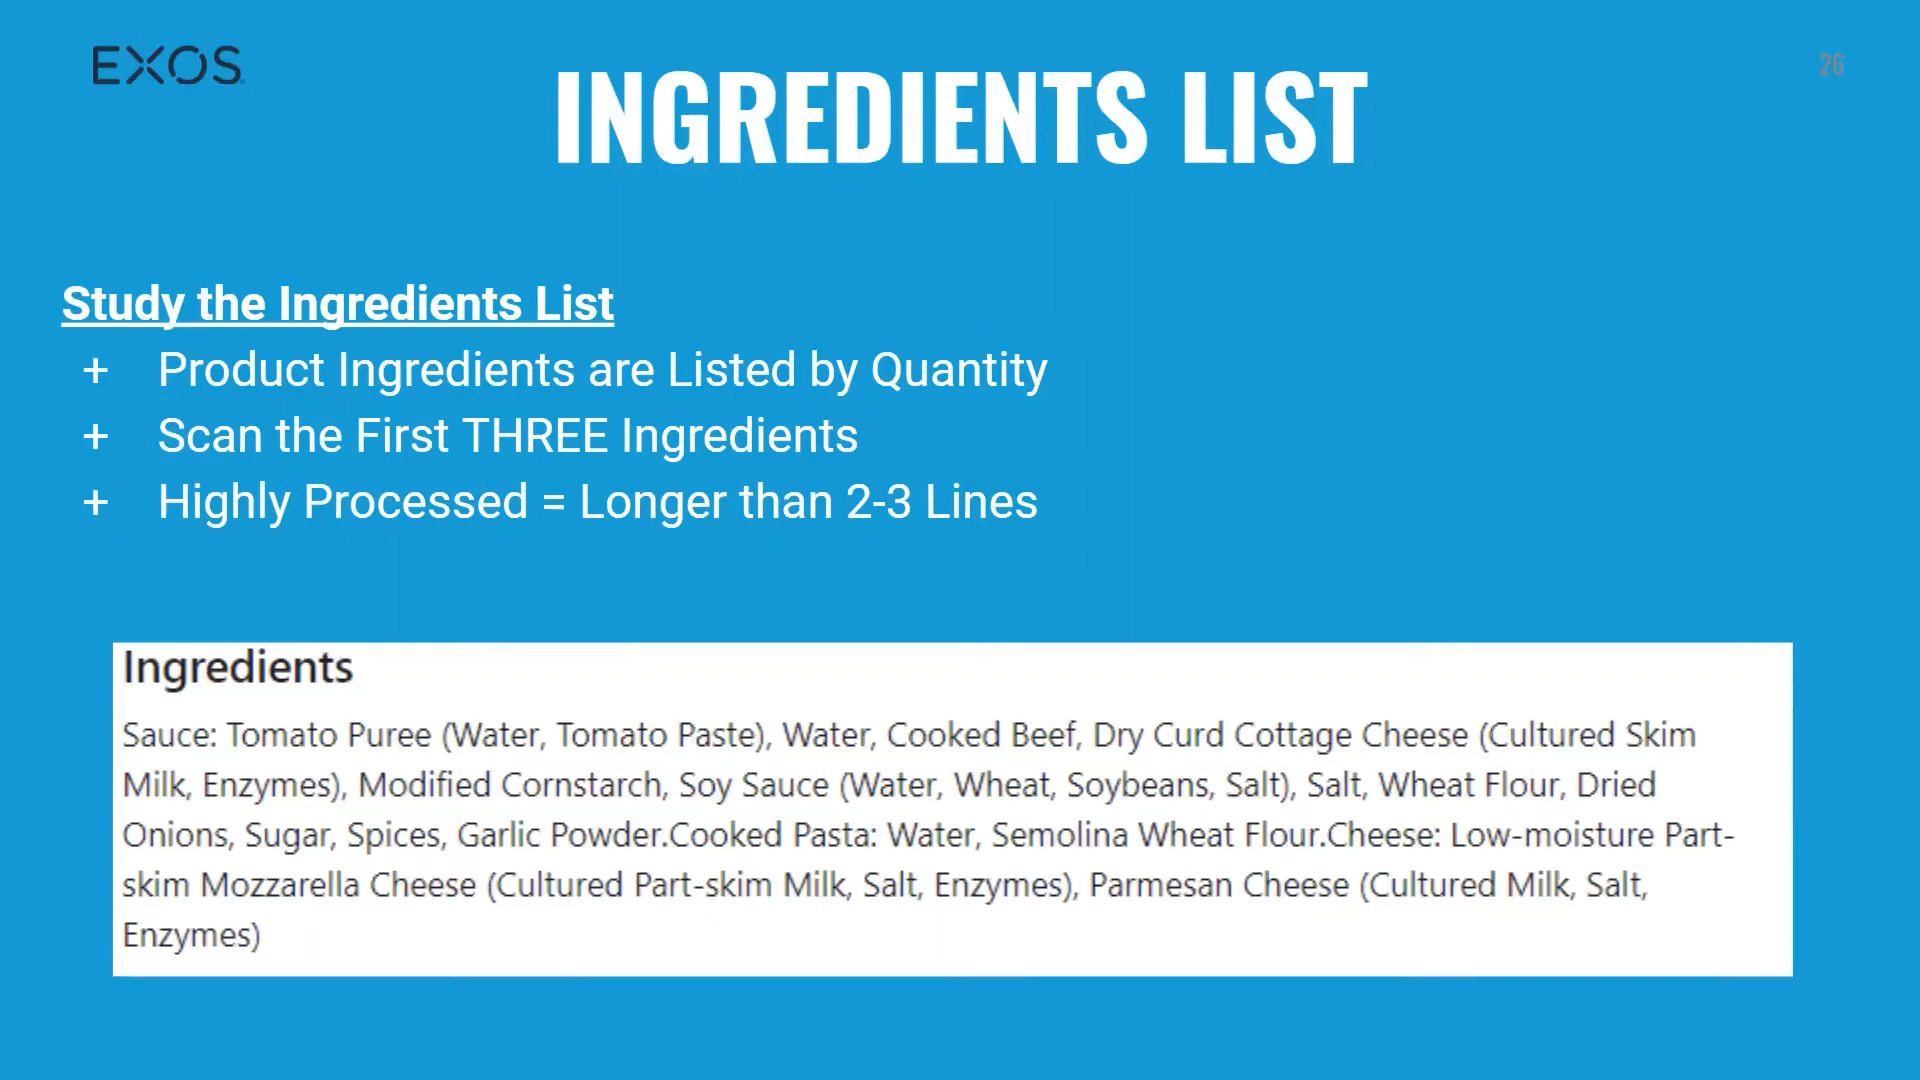 EXOS
26
INGREDIENTS LIST
Study the Ingredients List
+ Product Ingredients are Listed by Quantity
+ Scan the First THREE Ingredients
+ Highly Processed = Longer than 2-3 Lines
Ingredients
Sauce: Tomato Puree (Water, Tomato Paste), Water, Cooked Beef, Dry Curd Cottage Cheese (Cultured Skim
Milk, Enzymes), Modified Cornstarch, Soy Sauce (Water, Wheat, Soybeans, Salt), Salt, Wheat Flour, Dried
Onions, Sugar, Spices, Garlic Powder.Cooked Pasta: Water, Semolina Wheat Flour.Cheese: Low-moisture Part-
skim Mozzarella Cheese (Cultured Part-skim Milk, Salt, Enzymes), Parmesan Cheese (Cultured Milk, Salt,
Enzymes)